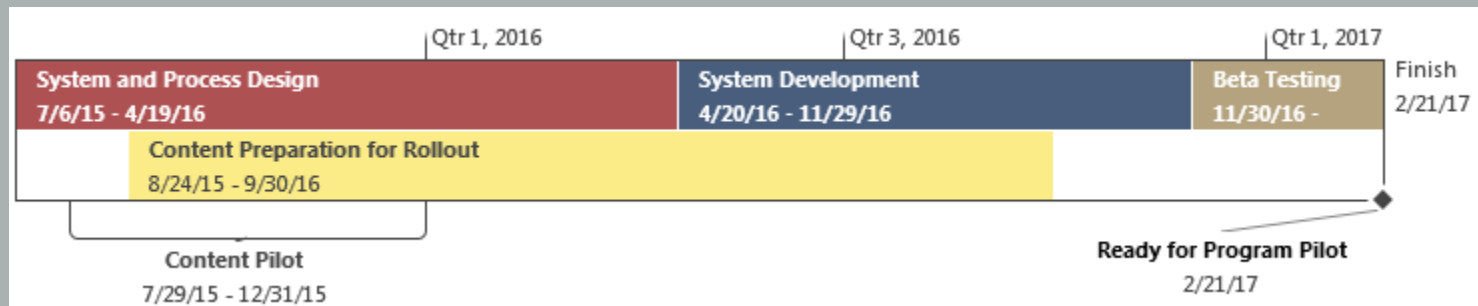 Qtr 1, 2016
Qtr 3, 2016
Qtr 1, 2017
System and Process Design
7/6/15 - 4/19/16
System Development
4/20/16 - 11/29/16
Beta Testing
11/30/16 -
Finish
2/21/17
Content Preparation for Rollout
8/24/15 - 9/30/16
Content Pilot
7/29/15 - 12/31/15
Ready for Program Pilot
2/21/17